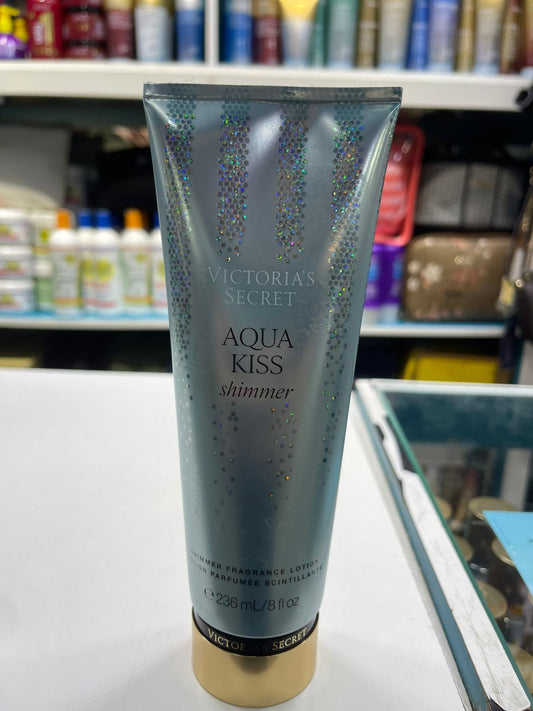 VICTORIA'S
SECRET
AQUA
KISS
shimmer
SHIMMER FRAGRANCE LOTION
LOTION PARFUMÉE SCINTILLANTE
℮ 236 mL/8 fl oz
VICTORIA'S SECRET